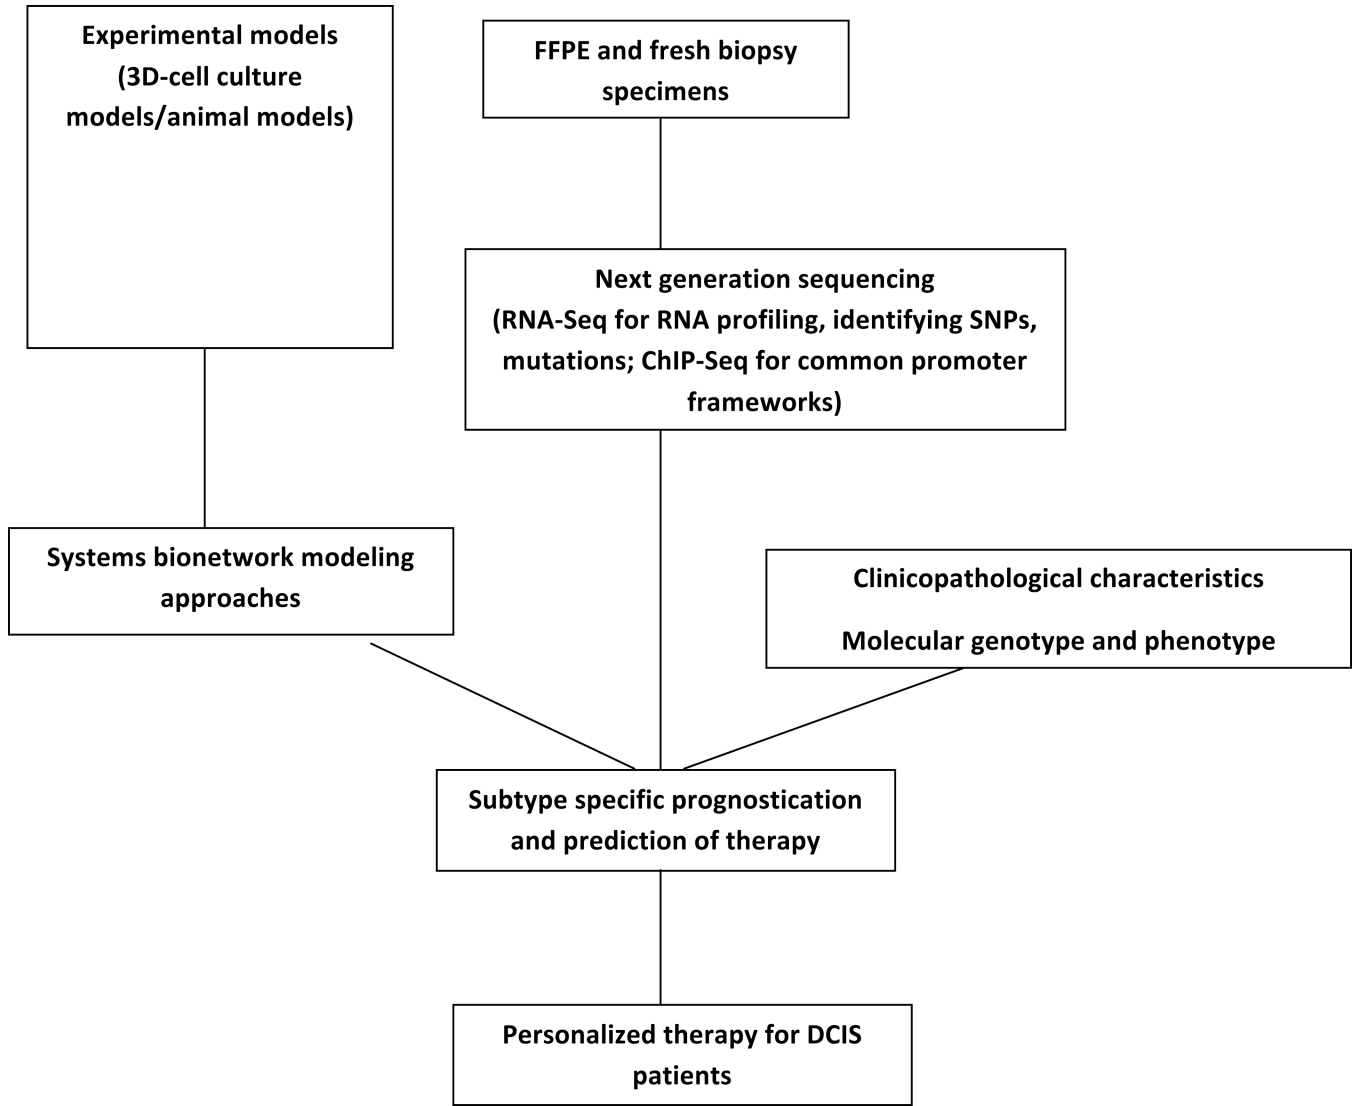 Experimental models
(3D-cell culture
models/animal models)
FFPE and fresh biopsy
specimens
Next generation sequencing
(RNA-Seq for RNA profiling, identifying SNPs,
mutations; ChIP-Seq for common promoter
frameworks)
Systems bionetwork modeling
approaches
Clinicopathological characteristics
Molecular genotype and phenotype
Subtype specific prognostication
and prediction of therapy
Personalized therapy for DCIS
patients